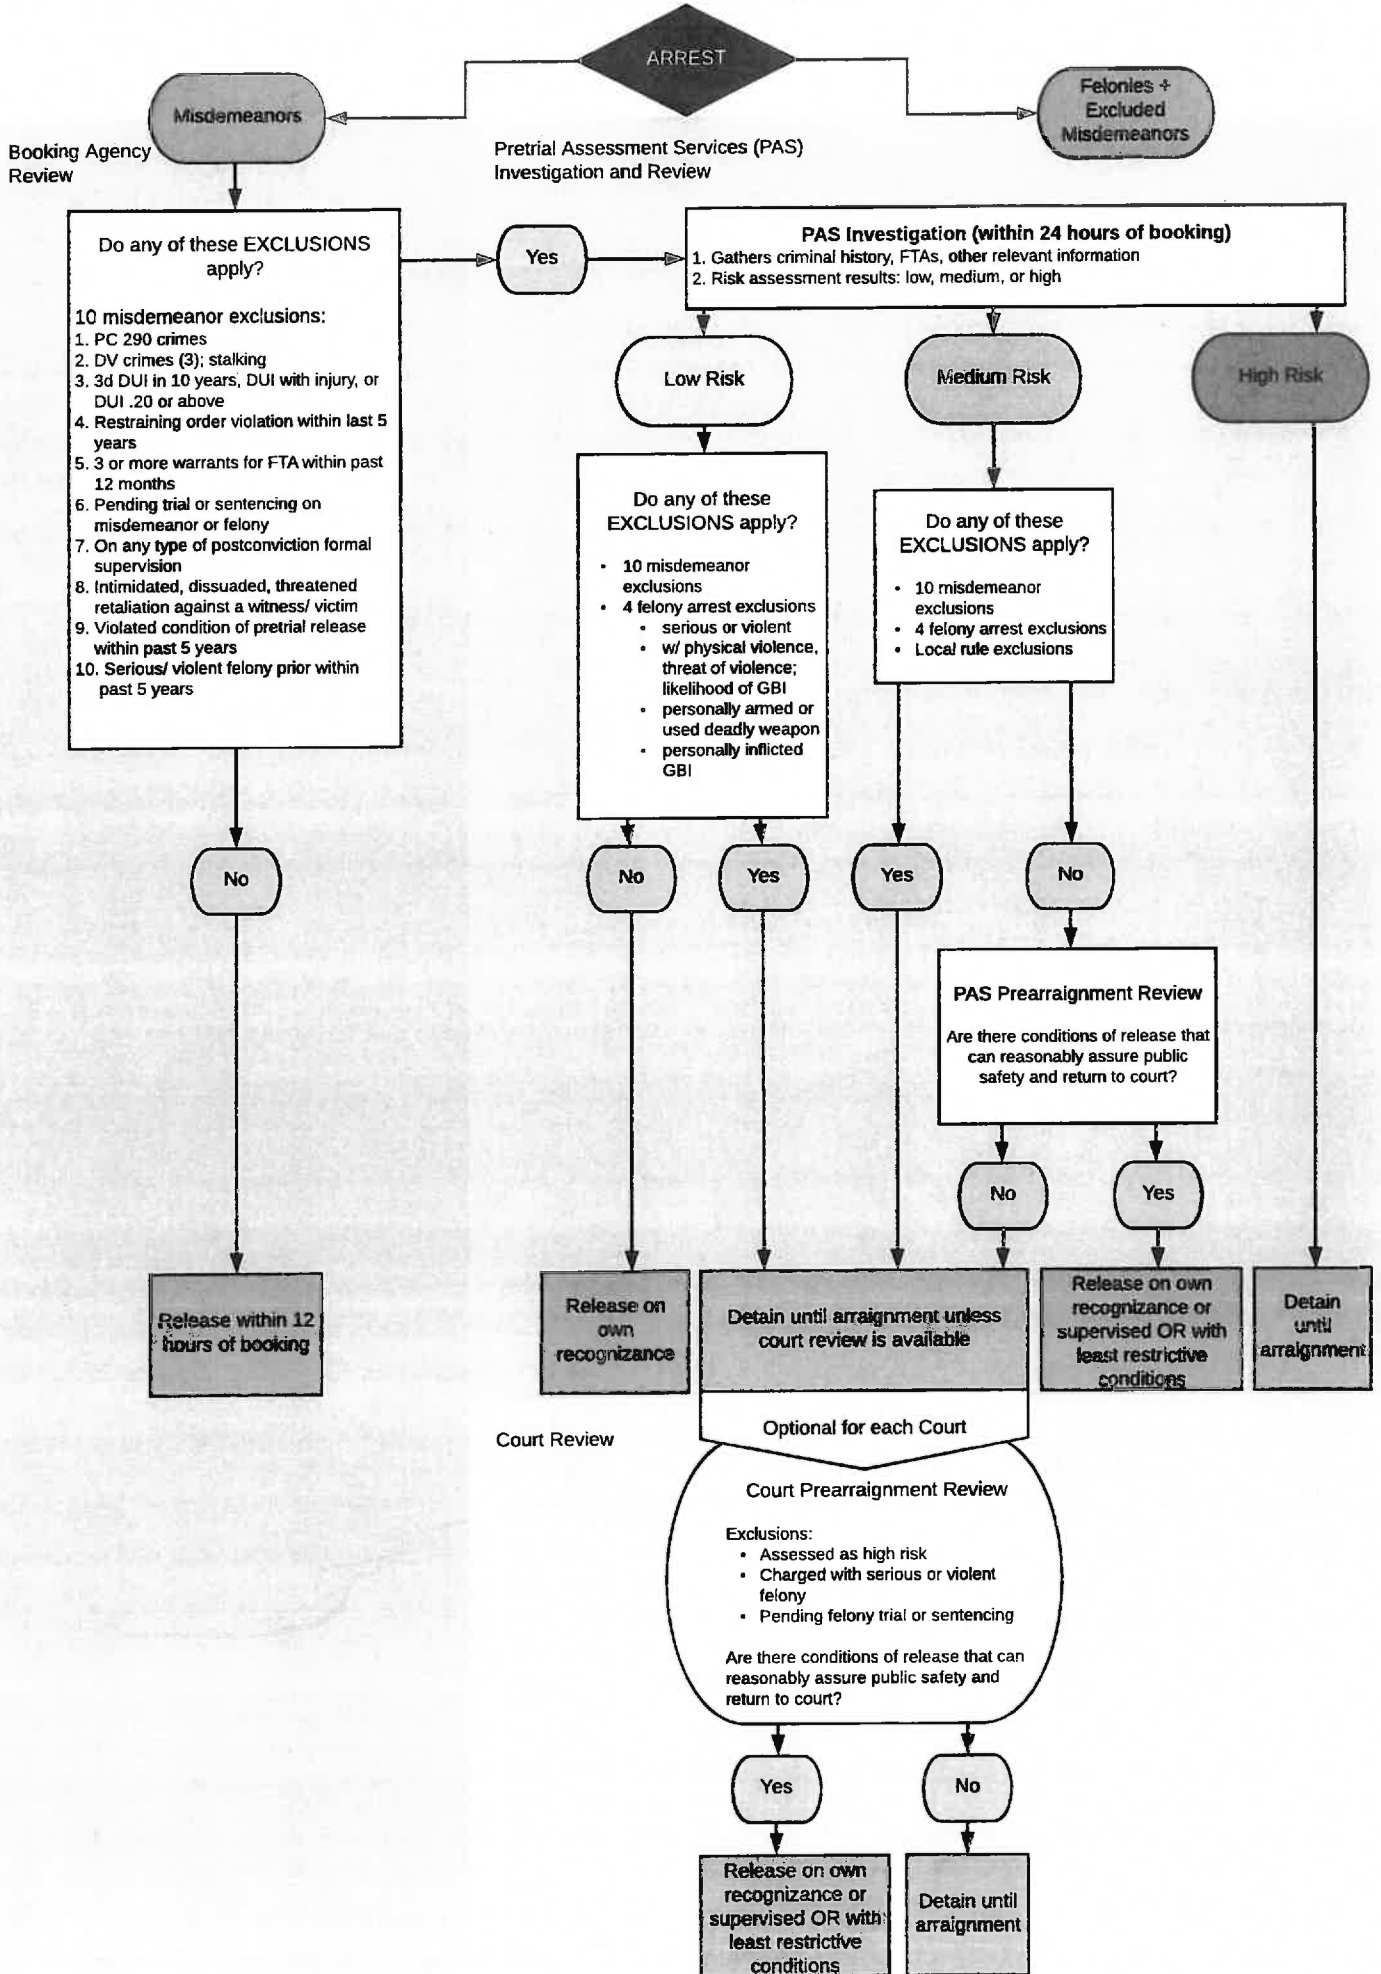 ARREST
Misdemeanors
Felonies +
Excluded
Misdemeanors
Booking Agency
Review
Pretrial Assessment Services (PAS)
Investigation and Review
Do any of these EXCLUSIONS
apply?
10 misdemeanor exclusions:
1. PC 290 crimes
2. DV crimes (3); stalking
3. 3d DUI in 10 years, DUI with injury, or
DUI .20 or above
4. Restraining order violation within last 5
years
5. 3 or more warrants for FTA within past
12 months
6. Pending trial or sentencing on
misdemeanor or felony
7. On any type of postconviction formal
supervision
8. Intimidated, dissuaded, threatened
retaliation against a witness/ victim
9. Violated condition of pretrial release
within past 5 years
10. Serious/ violent felony prior within
past 5 years
Yes
PAS Investigation (within 24 hours of booking)
1. Gathers criminal history, FTAs, other relevant information
2. Risk assessment results: low, medium, or high
Low Risk
Medium Risk
High Risk
Do any of these
EXCLUSIONS apply?
• 10 misdemeanor
exclusions
• 4 felony arrest exclusions
• serious or violent
• w/ physical violence,
threat of violence;
likelihood of GBI
• personally armed or
used deadly weapon
• personally inflicted
GBI
Do any of these
EXCLUSIONS apply?
• 10 misdemeanor
exclusions
• 4 felony arrest exclusions
• Local rule exclusions
No
No
Yes
Yes
No
PAS Prearraignment Review
Are there conditions of release that
can reasonably assure public
safety and return to court?
No
Yes
Release within 12
hours of booking
Release on
own
recognizance
Detain until arraignment unless
court review is available
Release on own
recognizance or
supervised OR with
least restrictive
conditions
Detain
until
arraignment
Optional for each Court
Court Review
Court Prearraignment Review
Exclusions:
• Assessed as high risk
• Charged with serious or violent
felony
• Pending felony trial or sentencing
Are there conditions of release that can
reasonably assure public safety and
return to court?
Yes
No
Release on own
recognizance or
supervised OR with
least restrictive
conditions
Detain until
arraignment